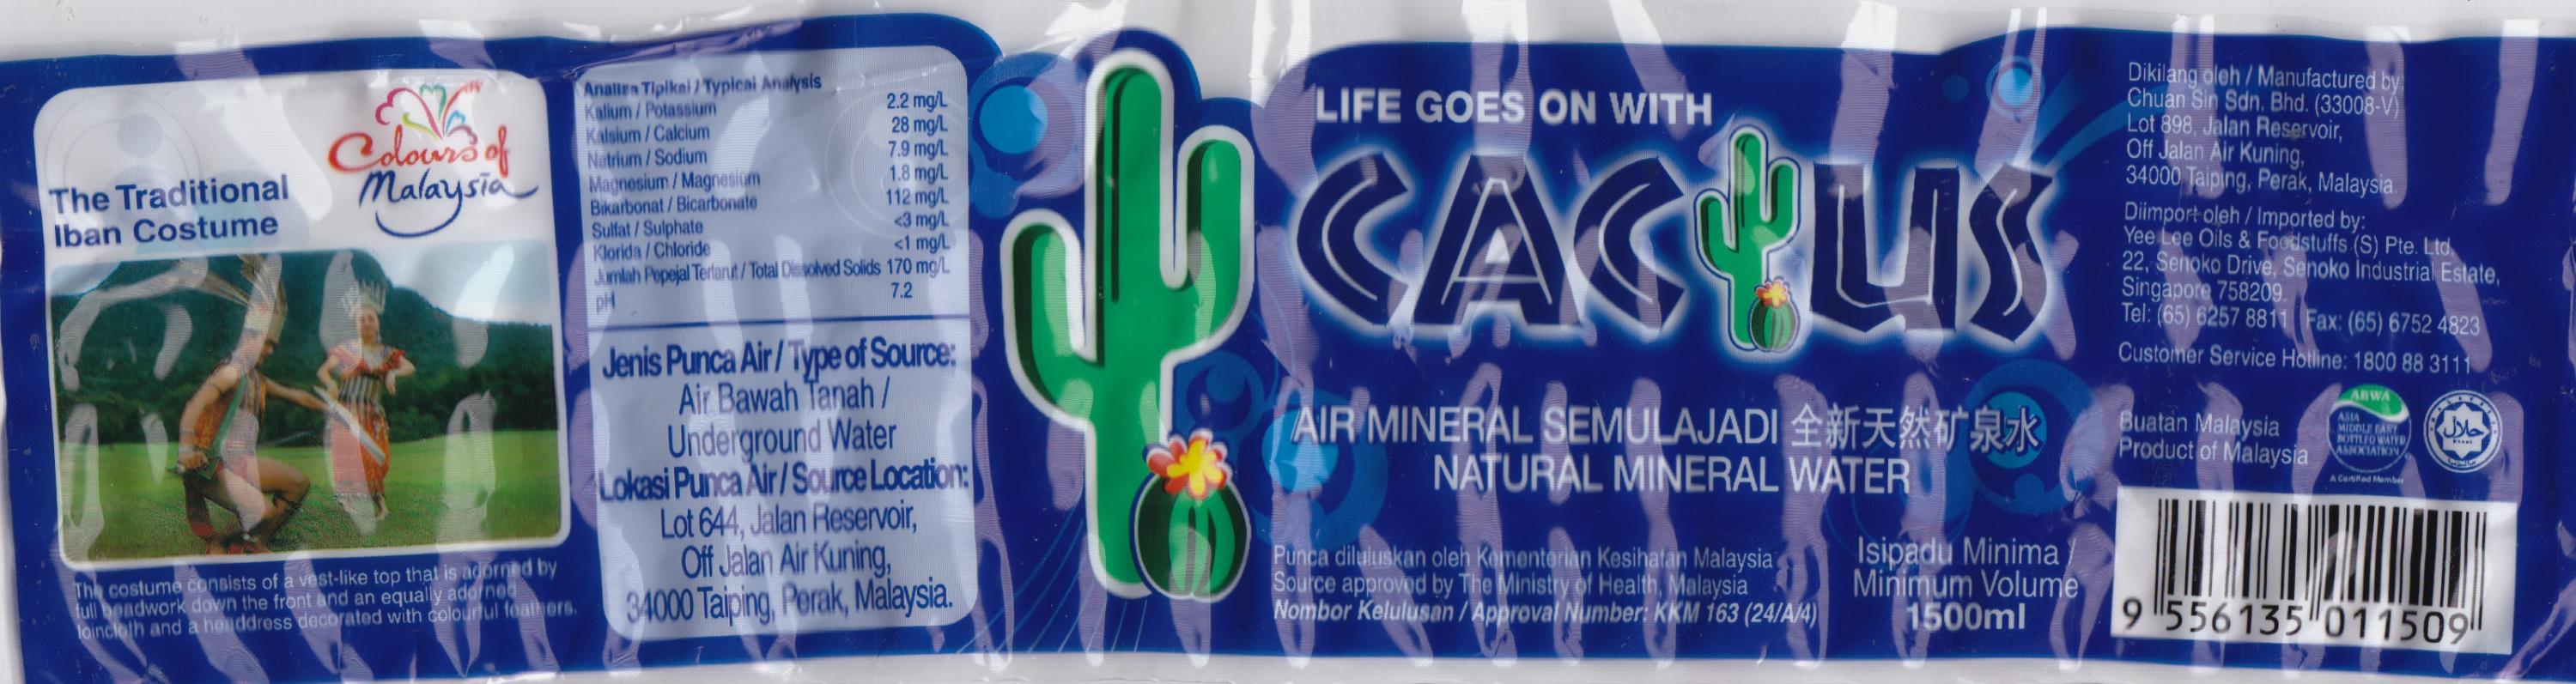 The Traditional
Iban Costume
Colours of
Malaysia
The costume consists of a vest-like top that is adorned by
full beadwork down the front and an equally adorned
loincloth and a headdress decorated with colourful feathers.
Analisa Tipikal / Typical Analysis
Kalium / Potassium 2.2 mg/L
Kalsium / Calcium 28 mg/L
Natrium / Sodium 7.9 mg/L
Magnesium / Magnesium 1.8 mg/L
Bikarbonat / Bicarbonate 112 mg/L
Sulfat / Sulphate <3 mg/L
Klorida / Chloride <1 mg/L
Jumlah Pepejal Terlarut / Total Dissolved Solids 170 mg/L
pH 7.2
Jenis Punca Air / Type of Source:
Air Bawah Tanah /
Underground Water
Lokasi Punca Air / Source Location:
Lot 644, Jalan Reservoir,
Off Jalan Air Kuning,
34000 Taiping, Perak, Malaysia.
LIFE GOES ON WITH
CACTUS
AIR MINERAL SEMULAJADI 全新天然矿泉水
NATURAL MINERAL WATER
Punca diluluskan oleh Kementerian Kesihatan Malaysia
Source approved by The Ministry of Health, Malaysia
Nombor Kelulusan / Approval Number: KKM 163 (24/A/4)
Isipadu Minima /
Minimum Volume
1500ml
Dikilang oleh / Manufactured by:
Chuan Sin Sdn. Bhd. (33008-V)
Lot 898, Jalan Reservoir,
Off Jalan Air Kuning,
34000 Taiping, Perak, Malaysia.
Diimport oleh / Imported by:
Yee Lee Oils & Foodstuffs (S) Pte. Ltd.
22, Senoko Drive, Senoko Industrial Estate,
Singapore 758209.
Tel: (65) 6257 8811 Fax: (65) 6752 4823
Customer Service Hotline: 1800 88 3111
Buatan Malaysia
Product of Malaysia
ABWA
ASIA
MIDDLE EAST
BOTTLED WATER
ASSOCIATION
A Certified Member
حلال
9 556135 011509